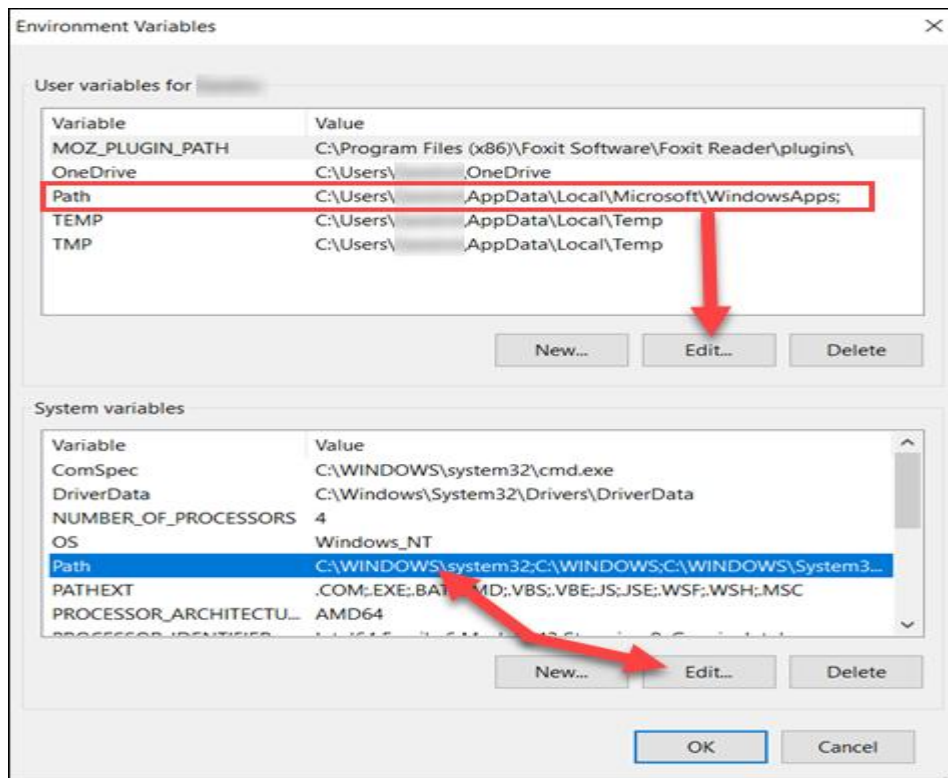 Environment Variables
User variables for
Variable Value
MOZ_PLUGIN_PATH C:\Program Files (x86)\Foxit Software\Foxit Reader\plugins\
OneDrive C:\Users\ ,OneDrive
Path C:\Users\ ,AppData\Local\Microsoft\WindowsApps;
TEMP C:\Users\ ,AppData\Local\Temp
TMP C:\Users\ ,AppData\Local\Temp
New... Edit... Delete
System variables
Variable Value
ComSpec C:\WINDOWS\system32\cmd.exe
DriverData C:\Windows\System32\Drivers\DriverData
NUMBER_OF_PROCESSORS 4
OS Windows_NT
Path C:\WINDOWS\system32;C:\WINDOWS;C:\WINDOWS\System3...
PATHEXT .COM;.EXE;.BAT MD;.VBS;.VBE;.JS;.JSE;.WSF;.WSH;.MSC
PROCESSOR_ARCHITECTU... AMD64
New... Edit... Delete
OK Cancel